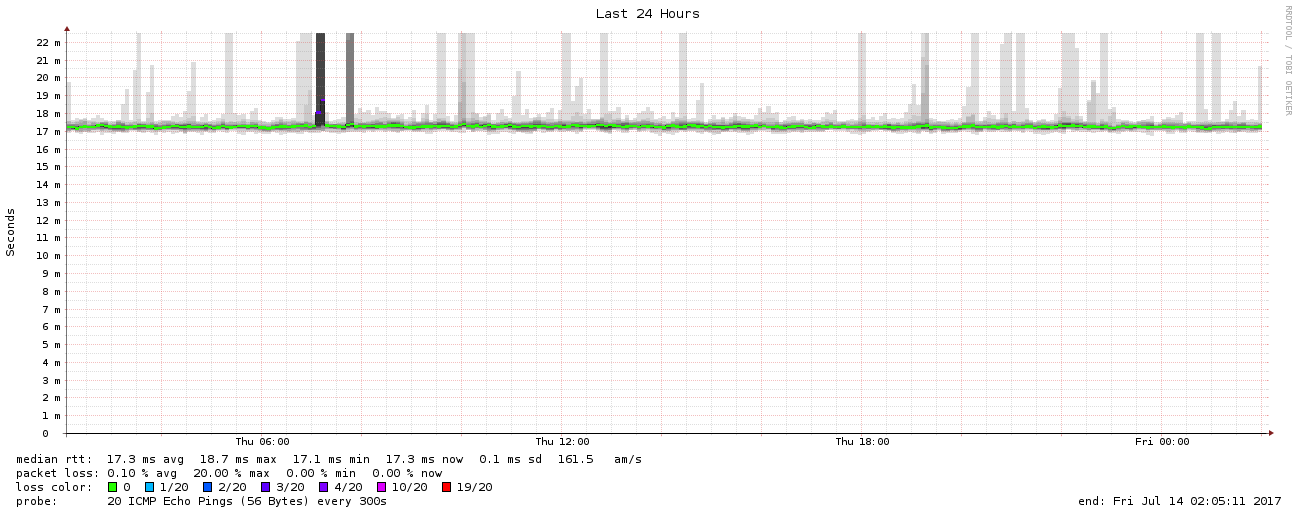 Last 24 Hours
RRDTOOL / TOBI OETIKER
Seconds
22 m
21 m
20 m
19 m
18 m
17 m
16 m
15 m
14 m
13 m
12 m
11 m
10 m
9 m
8 m
7 m
6 m
5 m
4 m
3 m
2 m
1 m
0
Thu 06:00 Thu 12:00 Thu 18:00 Fri 00:00
median rtt: 17.3 ms avg 18.7 ms max 17.1 ms min 17.3 ms now 0.1 ms sd 161.5 am/s
packet loss: 0.10 % avg 20.00 % max 0.00 % min 0.00 % now
loss color: 0 1/20 2/20 3/20 4/20 10/20 19/20
probe: 20 ICMP Echo Pings (56 Bytes) every 300s end: Fri Jul 14 02:05:11 2017